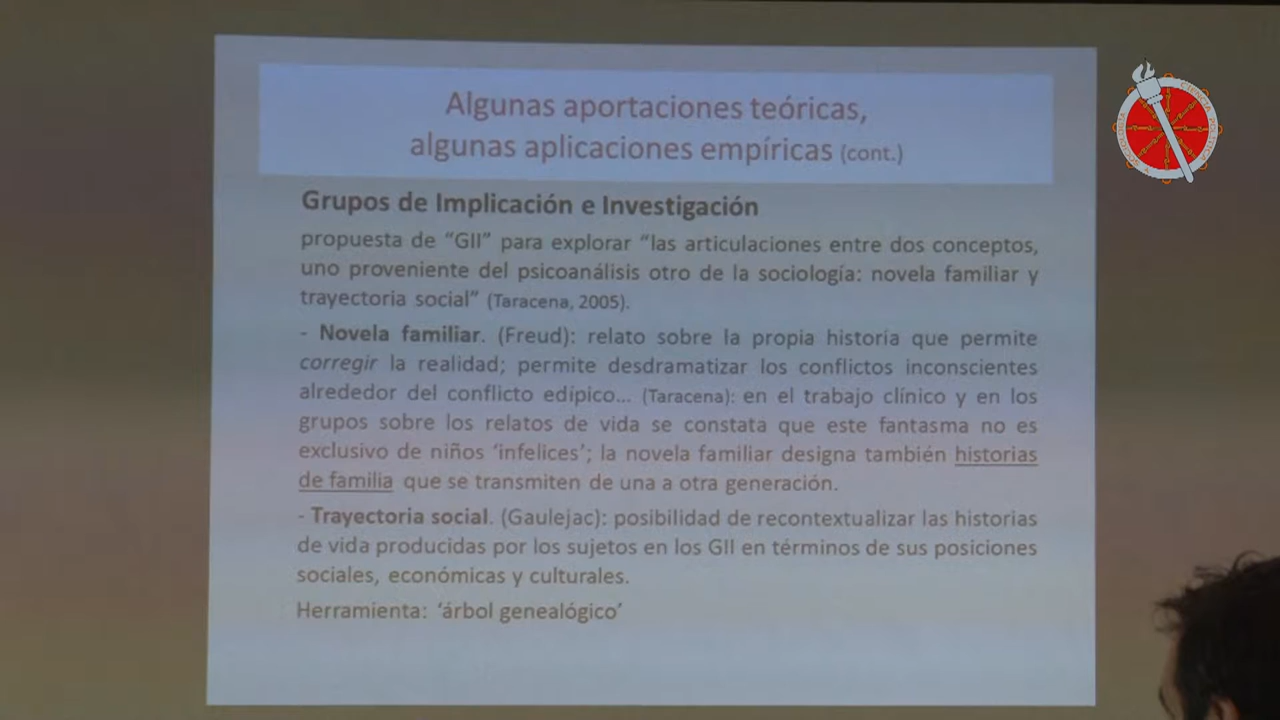 Algunas aportaciones teóricas,
algunas aplicaciones empíricas (cont.)
Grupos de Implicación e Investigación
propuesta de “GII” para explorar “las articulaciones entre dos conceptos,
uno proveniente del psicoanálisis otro de la sociología: novela familiar y
trayectoria social” (Taracena, 2005).
- Novela familiar. (Freud): relato sobre la propia historia que permite
corregir la realidad; permite desdramatizar los conflictos inconscientes
alrededor del conflicto edípico... (Taracena): en el trabajo clínico y en los
grupos sobre los relatos de vida se constata que este fantasma no es
exclusivo de niños ‘infelices’; la novela familiar designa también historias
de familia que se transmiten de una a otra generación.
- Trayectoria social. (Gaulejac): posibilidad de recontextualizar las historias
de vida producidas por los sujetos en los GII en términos de sus posiciones
sociales, económicas y culturales.
Herramienta: ‘árbol genealógico’
CIENCIA POLÍTICA
Y SOCIOLOGÍA